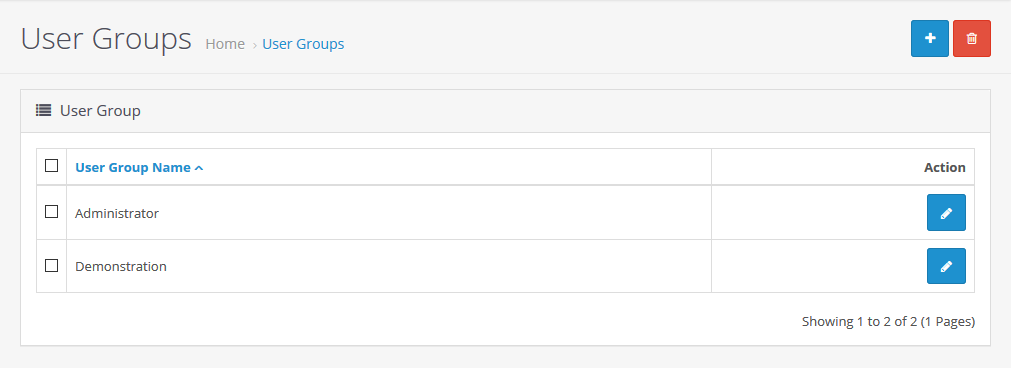 User Groups Home › User Groups
User Group
User Group Name Action
Administrator
Demonstration
Showing 1 to 2 of 2 (1 Pages)